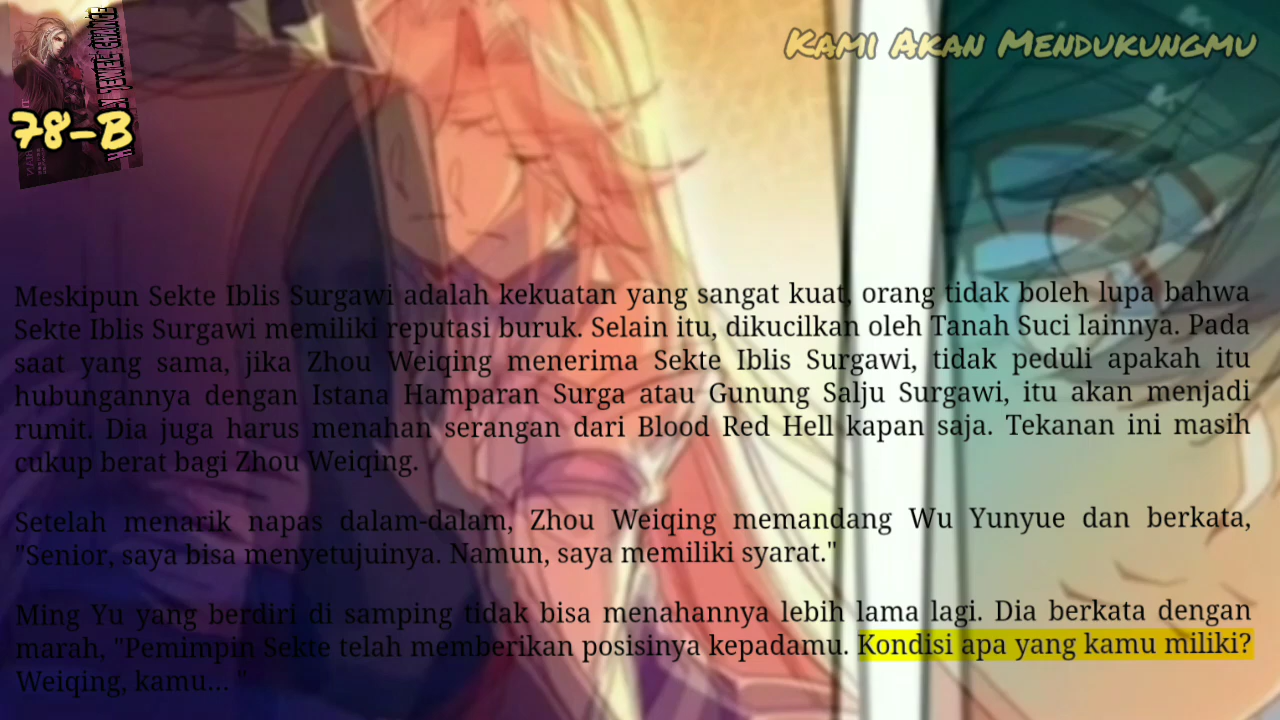 Kami Akan Mendukungmu
78-B
Meskipun Sekte Iblis Surgawi adalah kekuatan yang sangat kuat, orang tidak boleh lupa bahwa
Sekte Iblis Surgawi memiliki reputasi buruk. Selain itu, dikucilkan oleh Tanah Suci lainnya. Pada
saat yang sama, jika Zhou Weiqing menerima Sekte Iblis Surgawi, tidak peduli apakah itu
hubungannya dengan Istana Hamparan Surga atau Gunung Salju Surgawi, itu akan menjadi
rumit. Dia juga harus menahan serangan dari Blood Red Hell kapan saja. Tekanan ini masih
cukup berat bagi Zhou Weiqing.
Setelah menarik napas dalam-dalam, Zhou Weiqing memandang Wu Yunyue dan berkata,
"Senior, saya bisa menyetujuinya. Namun, saya memiliki syarat."
Ming Yu yang berdiri di samping tidak bisa menahannya lebih lama lagi. Dia berkata dengan
marah, "Pemimpin Sekte telah memberikan posisinya kepadamu. Kondisi apa yang kamu miliki?
Weiqing, kamu... "